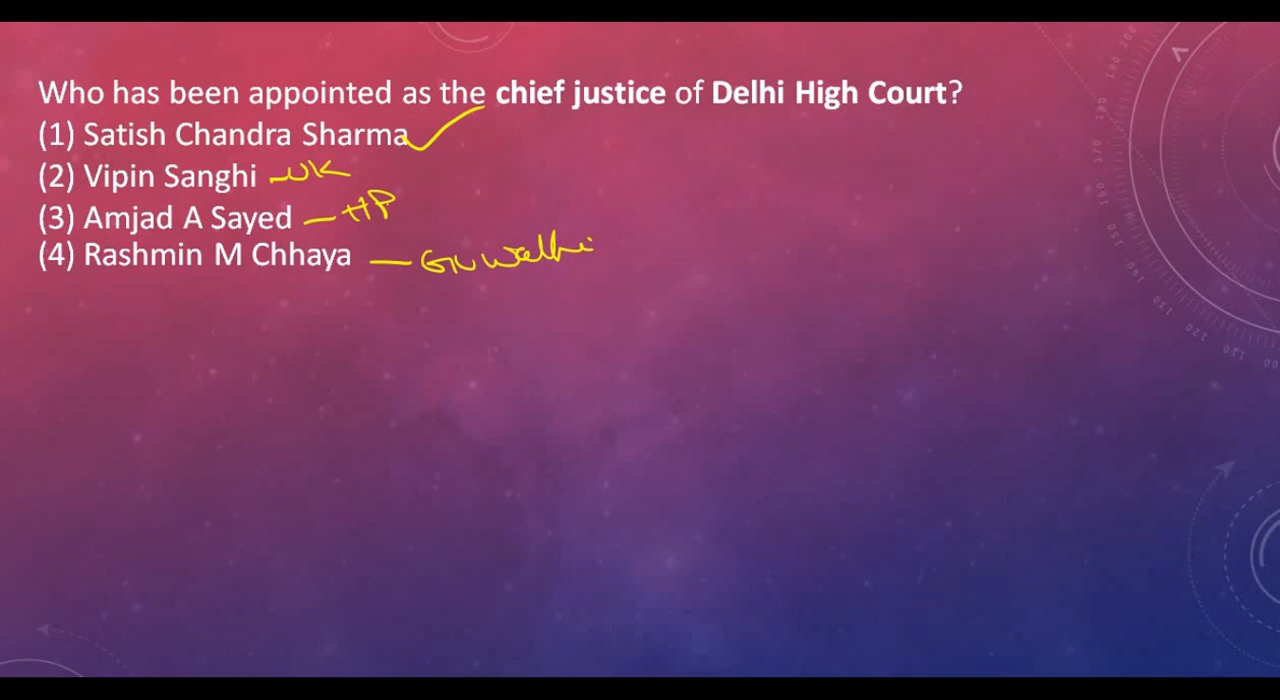 Who has been appointed as the chief justice of Delhi High Court?
(1) Satish Chandra Sharma
(2) Vipin Sanghi - UK
(3) Amjad A Sayed - HP
(4) Rashmin M Chhaya - Guwalhi